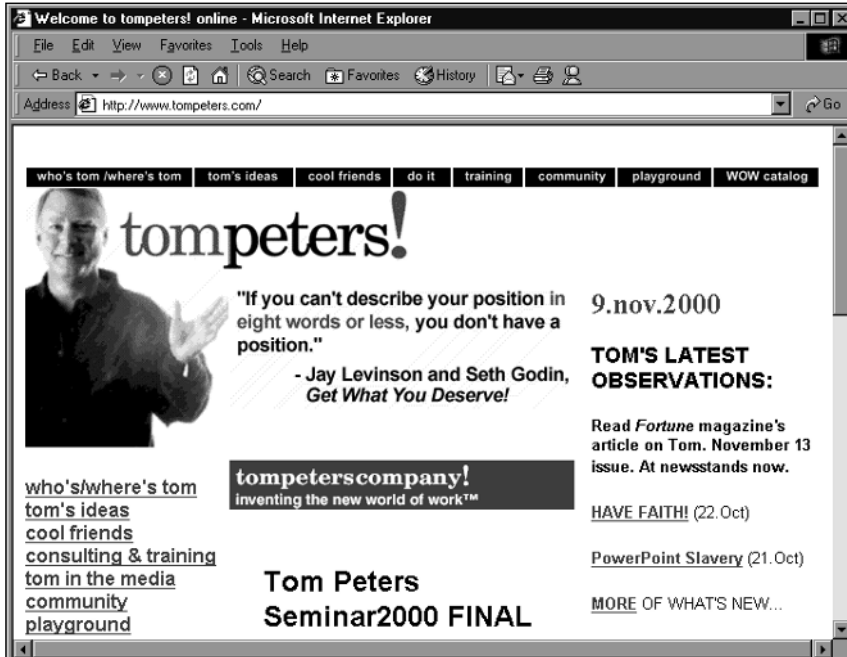 Welcome to tompeters! online - Microsoft Internet Explorer
File Edit View Favorites Tools Help
Back Search Favorites History
Address http://www.tompeters.com/ Go
who's tom /where's tom tom's ideas cool friends do it training community playground WOW catalog
tompeters!
"If you can't describe your position in
eight words or less, you don't have a
position."
- Jay Levinson and Seth Godin,
Get What You Deserve!
9.nov.2000
TOM'S LATEST
OBSERVATIONS:
Read Fortune magazine's
article on Tom. November 13
issue. At newsstands now.
HAVE FAITH! (22.Oct)
PowerPoint Slavery (21.Oct)
MORE OF WHAT'S NEW...
tompeterscompany!
inventing the new world of work™
Tom Peters
Seminar2000 FINAL
who's/where's tom
tom's ideas
cool friends
consulting & training
tom in the media
community
playground